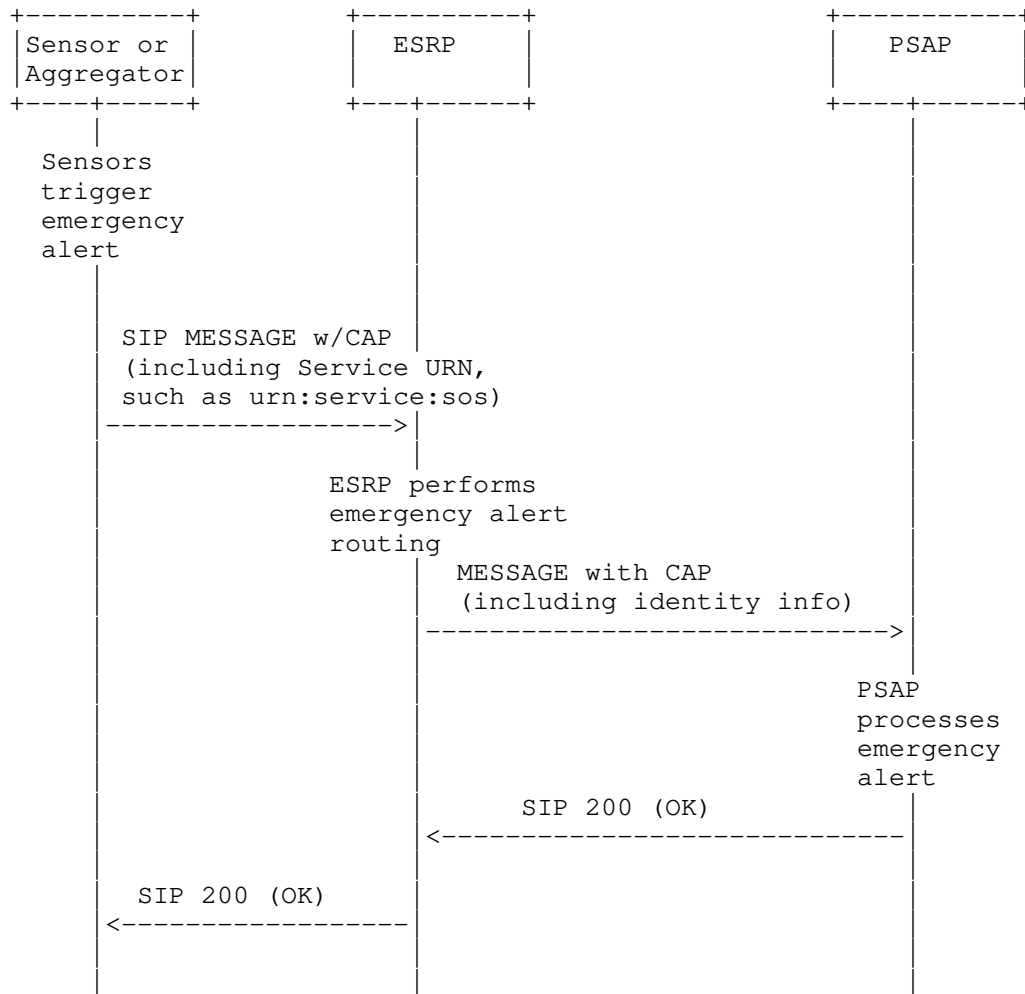 Sensor or ESRP PSAP
Aggregator
Sensors
trigger
emergency
alert
SIP MESSAGE w/CAP
(including Service URN,
such as urn:service:sos)
ESRP performs
emergency alert
routing
MESSAGE with CAP
(including identity info)
PSAP
processes
emergency
alert
SIP 200 (OK)
SIP 200 (OK)